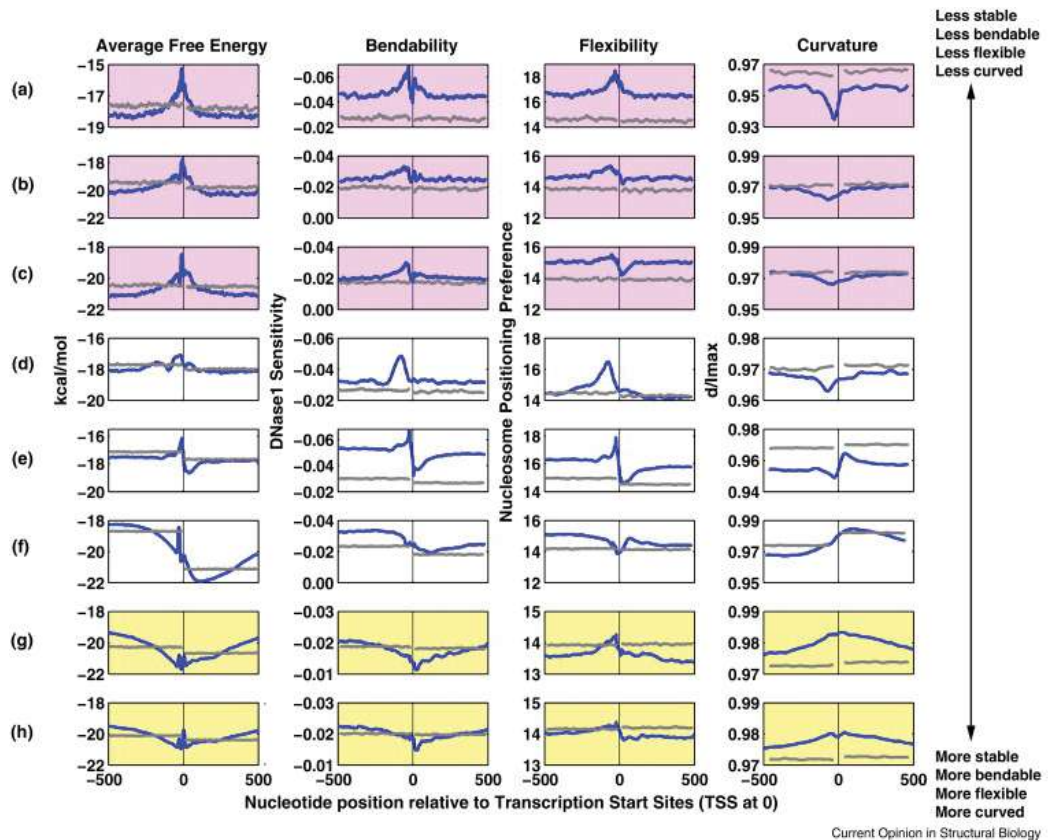 Less stable
Less bendable
Less flexible
Less curved
Average Free Energy Bendability Flexibility Curvature
(a) −15 −17 −19 −0.06 −0.04 −0.02 18 16 14 0.97 0.95 0.93
(b) −18 −20 −22 −0.04 −0.02 0.00 16 14 12 0.99 0.97 0.95
(c) −18 −20 −22 −0.04 −0.02 0.00 16 14 12 0.99 0.97 0.95
(d) −16 −18 −20 −0.06 −0.04 −0.02 18 16 14 0.98 0.97 0.96
(e) −16 −18 −20 −0.06 −0.04 −0.02 18 16 14 0.98 0.96 0.94
(f) −18 −20 −22 −0.04 −0.02 0.00 16 14 12 0.99 0.97 0.95
(g) −18 −20 −22 −0.03 −0.02 −0.01 15 14 13 0.99 0.98 0.97
(h) −18 −20 −22 −0.03 −0.02 −0.01 15 14 13 0.99 0.98 0.97
kcal/mol
DNase1 Sensitivity
Nucleosome Positioning Preference
d/lmax
−500 0 500 −500 0 500 −500 0 500 −500 0 500
Nucleotide position relative to Transcription Start Sites (TSS at 0)
More stable
More bendable
More flexible
More curved
Current Opinion in Structural Biology